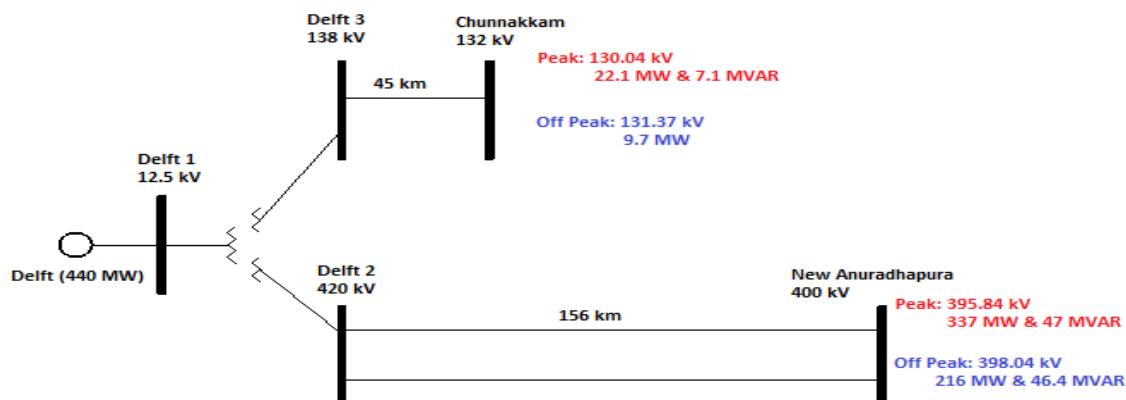 Delft 3
138 kV
Chunnakkam
132 kV
Peak: 130.04 kV
22.1 MW & 7.1 MVAR
45 km
Off Peak: 131.37 kV
9.7 MW
Delft 1
12.5 kV
Delft (440 MW)
Delft 2
420 kV
New Anuradhapura
400 kV
Peak: 395.84 kV
337 MW & 47 MVAR
156 km
Off Peak: 398.04 kV
216 MW & 46.4 MVAR